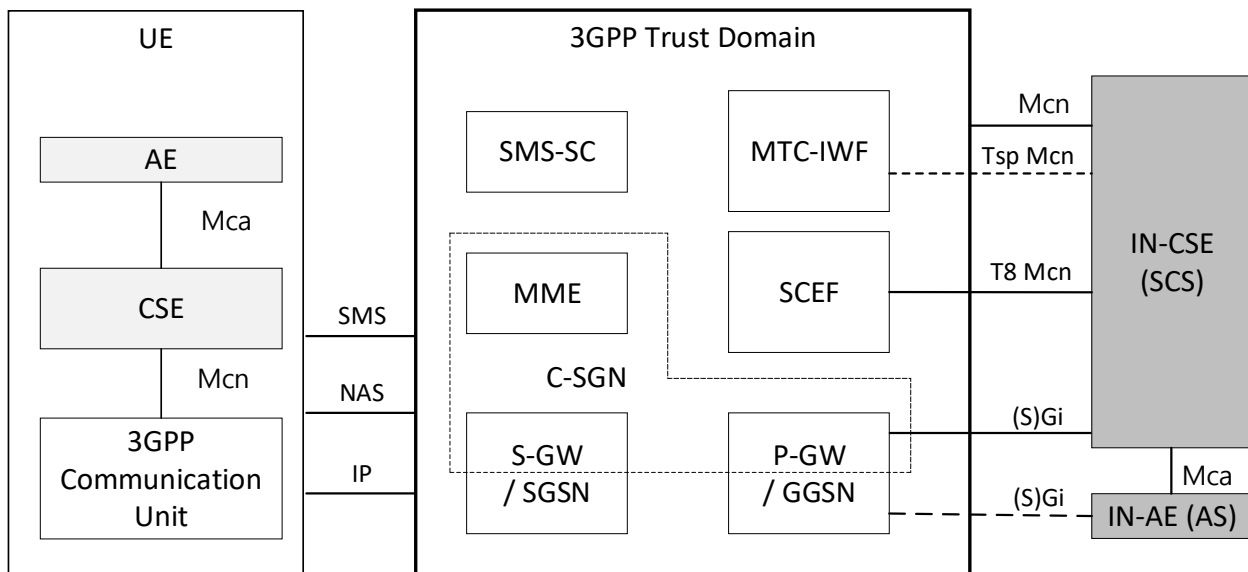 UE
AE
Mca
CSE
Mcn
3GPP
Communication
Unit
SMS
NAS
IP
3GPP Trust Domain
SMS-SC
MTC-IWF
MME
SCEF
C-SGN
S-GW
/ SGSN
P-GW
/ GGSN
Mcn
Tsp Mcn
T8 Mcn
(S)Gi
(S)Gi
IN-CSE
(SCS)
Mca
IN-AE (AS)